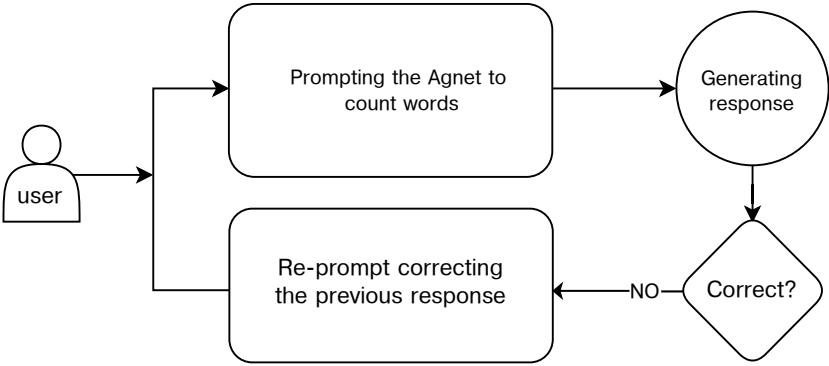 Prompting the Agnet to
count words
Generating
response
user
Re-prompt correcting
the previous response
NO
Correct?